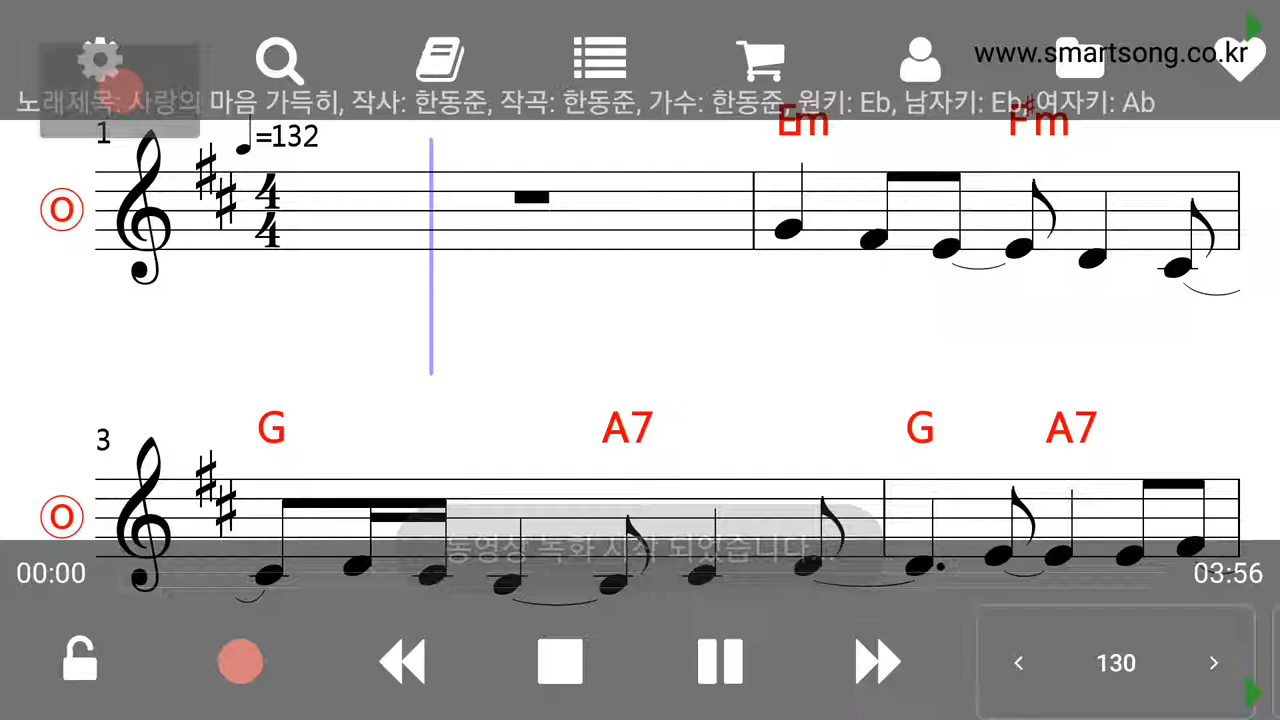 www.smartsong.co.kr
노래제목: 사랑의 마음 가득히, 작사: 한동준, 작곡: 한동준, 가수: 한동준, 원키: Eb, 남자키: Eb, 여자키: Ab
1
=132
Em F#m
4
4
O
3
G A7 G A7
O
동영상 녹화 시작 되었습니다.
00:00 03:56
130